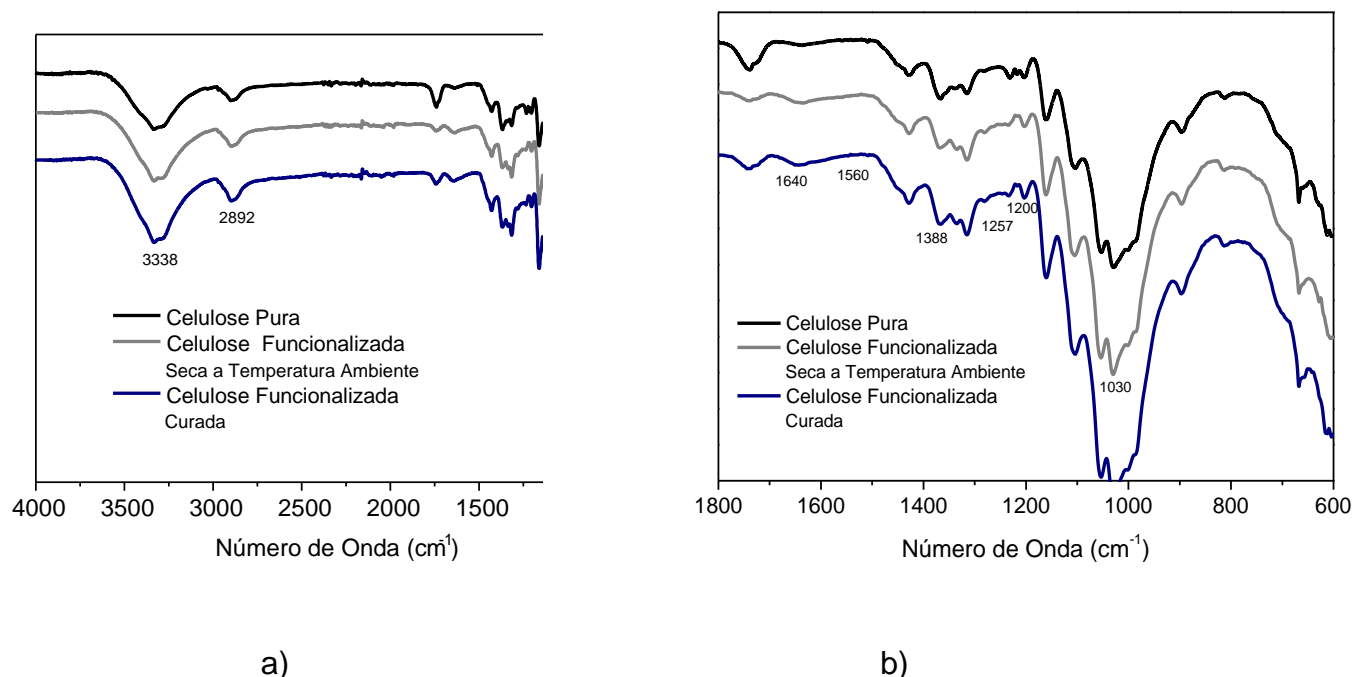 3338
2892
Celulose Pura
Celulose Funcionalizada
Seca a Temperatura Ambiente
Celulose Funcionalizada
Curada
4000 3500 3000 2500 2000 1500
Número de Onda (cm-1)
a)
1640 1560
1388 1257 1200
1030
Celulose Pura
Celulose Funcionalizada
Seca a Temperatura Ambiente
Celulose Funcionalizada
Curada
1800 1600 1400 1200 1000 800 600
Número de Onda (cm-1)
b)